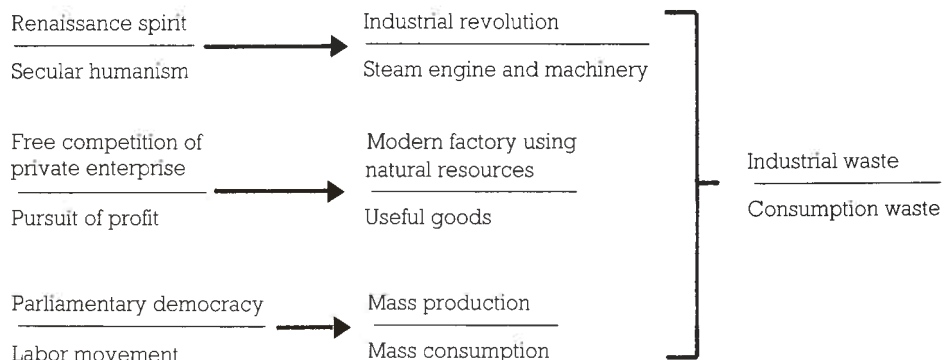 Renaissance spirit
Secular humanism
Industrial revolution
Steam engine and machinery
Free competition of
private enterprise
Pursuit of profit
Modern factory using
natural resources
Useful goods
Parliamentary democracy
Labor movement
Mass production
Mass consumption
Industrial waste
Consumption waste